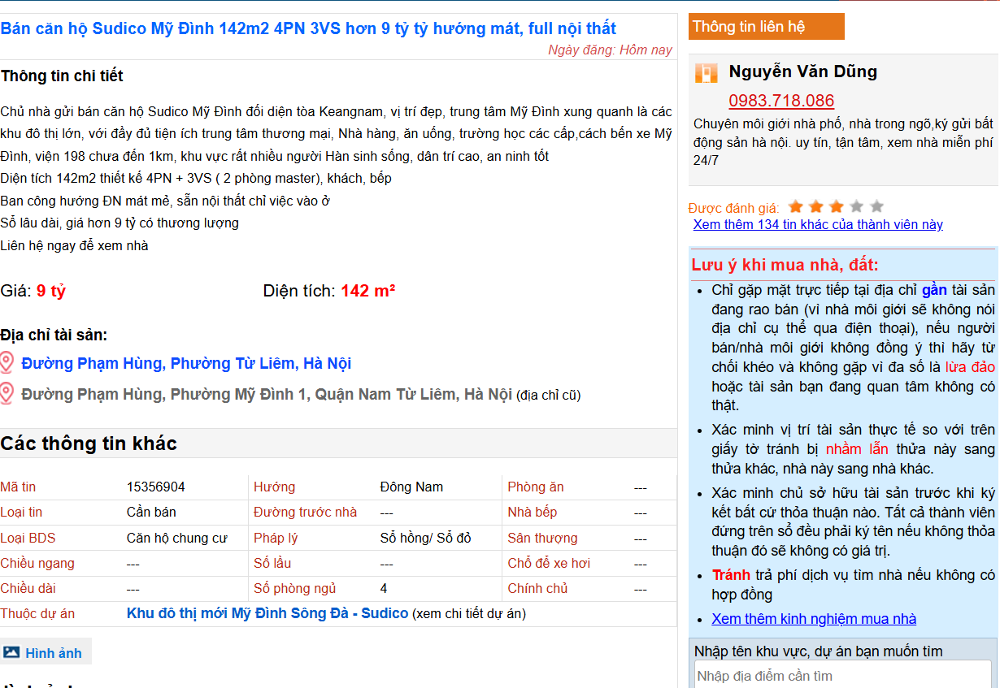 Bán căn hộ Sudico Mỹ Đình 142m2 4PN 3VS hơn 9 tỷ tỷ hướng mát, full nội thất
Ngày đăng: Hôm nay
Thông tin chi tiết
Chủ nhà gửi bán căn hộ Sudico Mỹ Đình đối diện tòa Keangnam, vị trí đẹp, trung tâm Mỹ Đình xung quanh là các
khu đô thị lớn, với đầy đủ tiện ích trung tâm thương mại, Nhà hàng, ăn uống, trường học các cấp,cách bến xe Mỹ
Đình, viện 198 chưa đến 1km, khu vực rất nhiều người Hàn sinh sống, dân trí cao, an ninh tốt
Diện tích 142m2 thiết kế 4PN + 3VS ( 2 phòng master), khách, bếp
Ban công hướng ĐN mát mẻ, sẵn nội thất chỉ việc vào ở
Sổ lâu dài, giá hơn 9 tỷ có thương lượng
Liên hệ ngay để xem nhà
Giá: 9 tỷ Diện tích: 142 m²
Địa chỉ tài sản:
Đường Phạm Hùng, Phường Từ Liêm, Hà Nội
Đường Phạm Hùng, Phường Mỹ Đình 1, Quận Nam Từ Liêm, Hà Nội (địa chỉ cũ)
Các thông tin khác
Mã tin 15356904 Hướng Đông Nam Phòng ăn ---
Loại tin Cần bán Đường trước nhà --- Nhà bếp ---
Loại BDS Căn hộ chung cư Pháp lý Sổ hồng/ Sổ đỏ Sân thượng ---
Chiều ngang --- Số lầu --- Chổ để xe hơi ---
Chiều dài --- Số phòng ngủ 4 Chính chủ ---
Thuộc dự án Khu đô thị mới Mỹ Đình Sông Đà - Sudico (xem chi tiết dự án)
Hình ảnh
Thông tin liên hệ
Nguyễn Văn Dũng
0983.718.086
Chuyên môi giới nhà phố, nhà trong ngõ,ký gửi bất
động sản hà nội. uy tín, tận tâm, xem nhà miễn phí
24/7
Được đánh giá:
Xem thêm 134 tin khác của thành viên này
Lưu ý khi mua nhà, đất:
• Chỉ gặp mặt trực tiếp tại địa chỉ gần tài sản
đang rao bán (vì nhà môi giới sẽ không nói
địa chỉ cụ thể qua điện thoại), nếu người
bán/nhà môi giới không đồng ý thì hãy từ
chối khéo và không gặp vì đa số là lừa đảo
hoặc tài sản bạn đang quan tâm không có
thật.
• Xác minh vị trí tài sản thực tế so với trên
giấy tờ tránh bị nhầm lẫn thửa này sang
thửa khác, nhà này sang nhà khác.
• Xác minh chủ sở hữu tài sản trước khi ký
kết bất cứ thỏa thuận nào. Tất cả thành viên
đứng trên sổ đều phải ký tên nếu không thỏa
thuận đó sẽ không có giá trị.
• Tránh trả phí dịch vụ tìm nhà nếu không có
hợp đồng
• Xem thêm kinh nghiệm mua nhà
Nhập tên khu vực, dự án bạn muốn tìm
Nhập địa điểm cần tìm